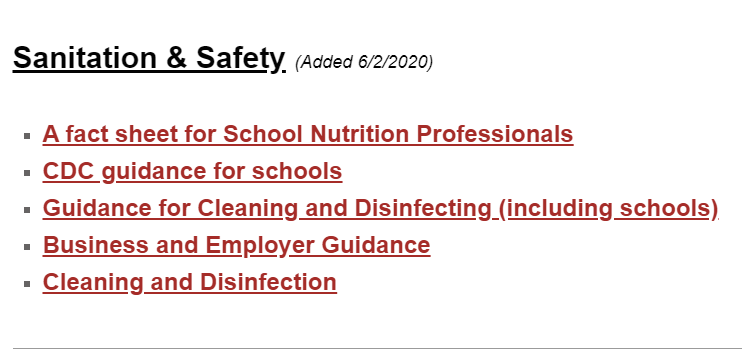 Sanitation & Safety (Added 6/2/2020)
A fact sheet for School Nutrition Professionals
CDC guidance for schools
Guidance for Cleaning and Disinfecting (including schools)
Business and Employer Guidance
Cleaning and Disinfection